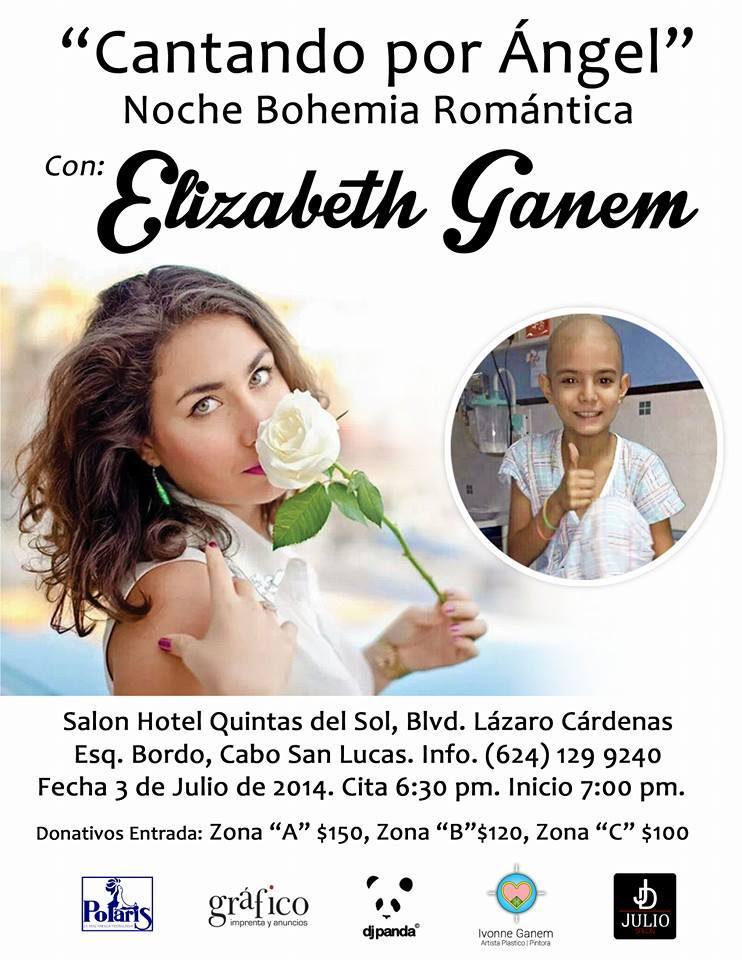 “Cantando por Ángel”
Noche Bohemia Romántica
Con: Elizabeth Ganem
Salon Hotel Quintas del Sol, Blvd. Lázaro Cárdenas
Esq. Bordo, Cabo San Lucas. Info. (624) 129 9240
Fecha 3 de Julio de 2014. Cita 6:30 pm. Inicio 7:00 pm.
Donativos Entrada: Zona “A” $150, Zona “B”$120, Zona “C” $100
Polaris
gráfico
imprenta y anuncios
dj panda ©
Ivonne Ganem
Artista Plastico | Pintora
JD
JULIO
SALON